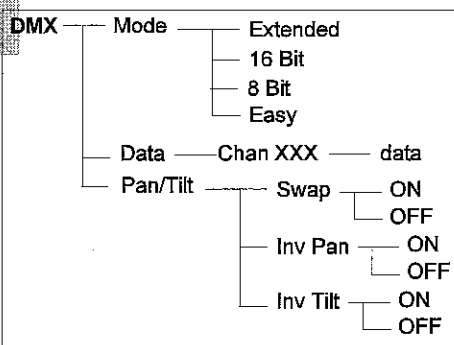 DMX Mode Extended
16 Bit
8 Bit
Easy
Data Chan XXX data
Pan/Tilt Swap ON
OFF
Inv Pan ON
OFF
Inv Tilt ON
OFF